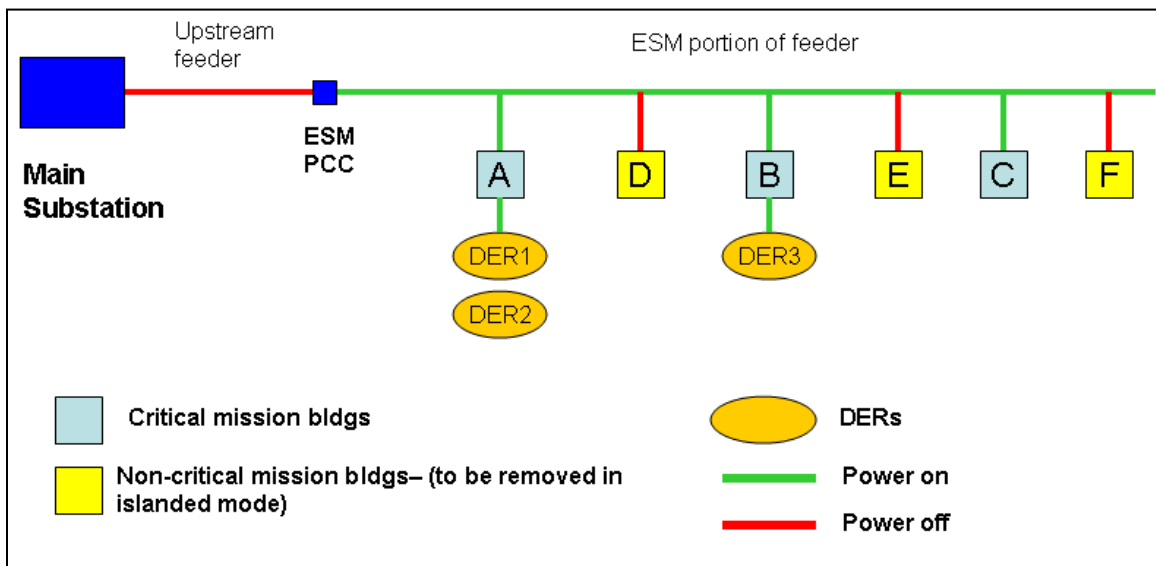 Upstream
feeder
ESM portion of feeder
ESM
PCC
Main
Substation
A
D
B
E
C
F
DER1
DER3
DER2
Critical mission bldgs
DERs
Non-critical mission bldgs– (to be removed in
islanded mode)
Power on
Power off